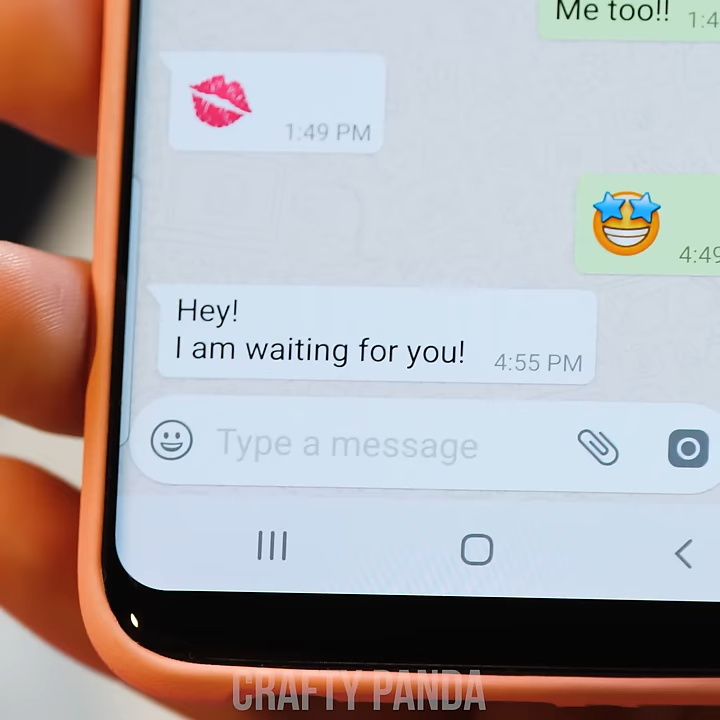 Me too!!
1:49 PM
Hey!
I am waiting for you! 4:55 PM
Type a message
CRAFTY PANDA